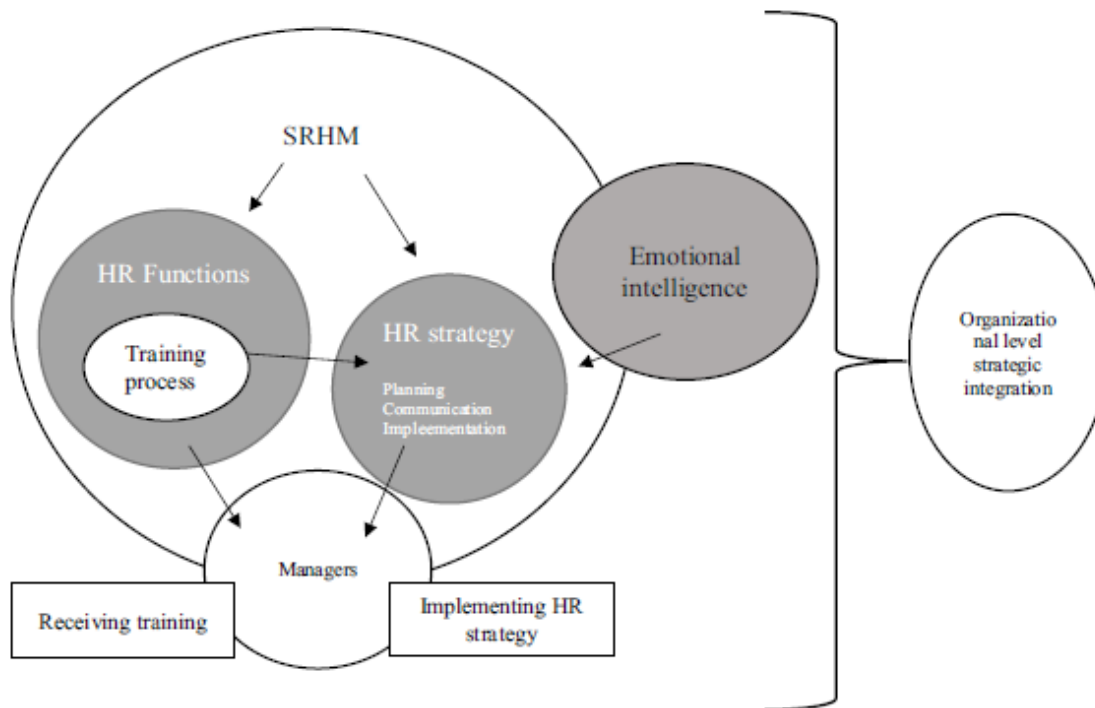 SRHM
HR Functions
Training
process
HR strategy
Planning
Communication
Impleementation
Emotional
intelligence
Organizatio
nal level
strategic
integration
Managers
Receiving training
Implementing HR
strategy